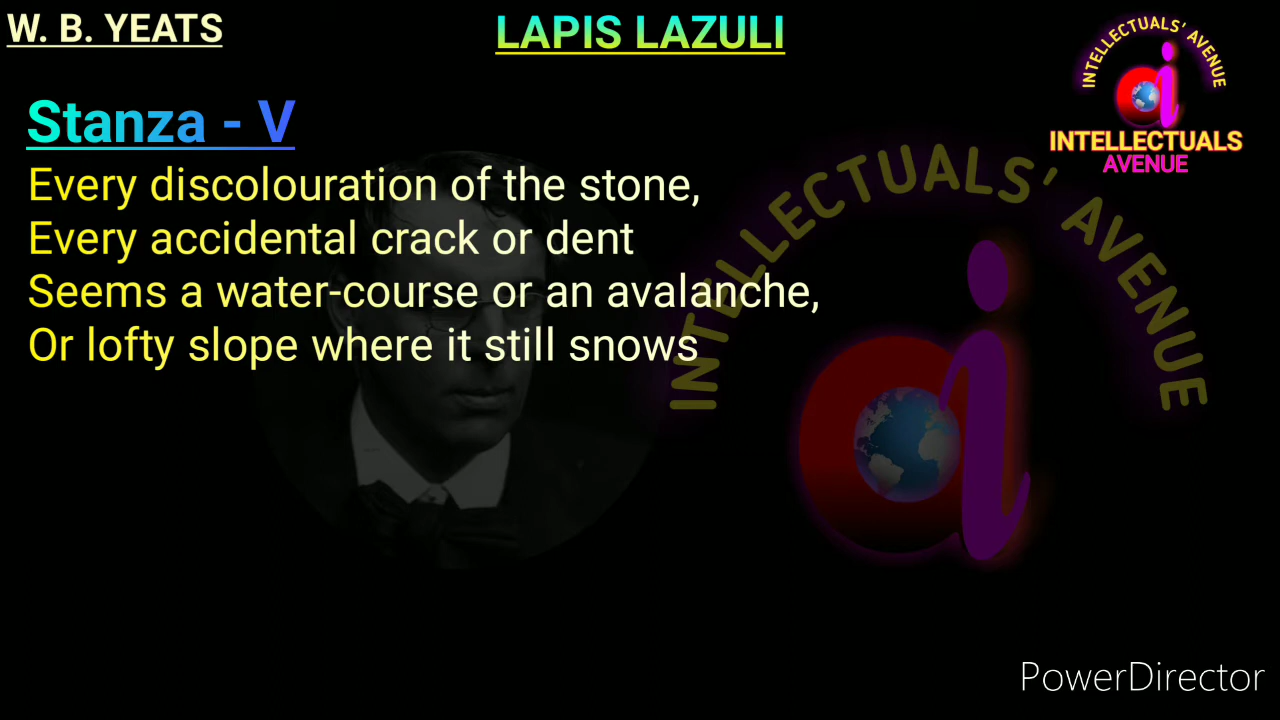 W. B. YEATS
LAPIS LAZULI
INTELLECTUALS' AVENUE
INTELLECTUALS
AVENUE
Stanza - V
Every discolouration of the stone,
Every accidental crack or dent
Seems a water-course or an avalanche,
Or lofty slope where it still snows
INTELLECTUALS' AVENUE
PowerDirector